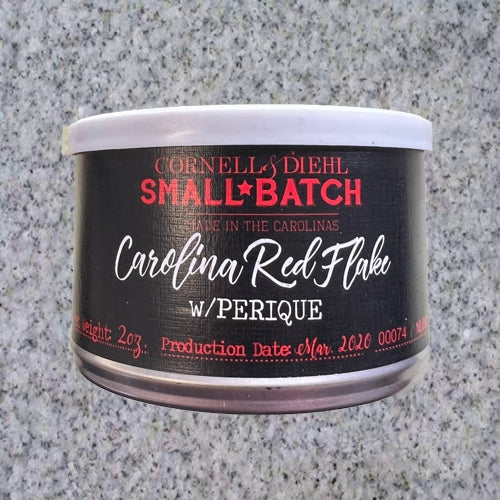 CORNELL & DIEHL
SMALL★BATCH
MADE IN THE CAROLINAS
Carolina Red Flake
w/PERIQUE
weight: 2oz. Production Date: Mar. 2020 00074 /